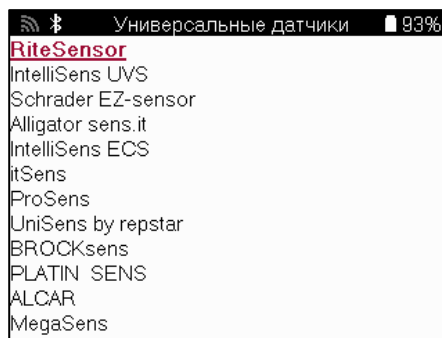 Универсальные датчики 93%
RiteSensor
IntelliSens UVS
Schrader EZ-sensor
Alligator sens.it
IntelliSens ECS
itSens
ProSens
UniSens by repstar
BROCKsens
PLATIN SENS
ALCAR
MegaSens